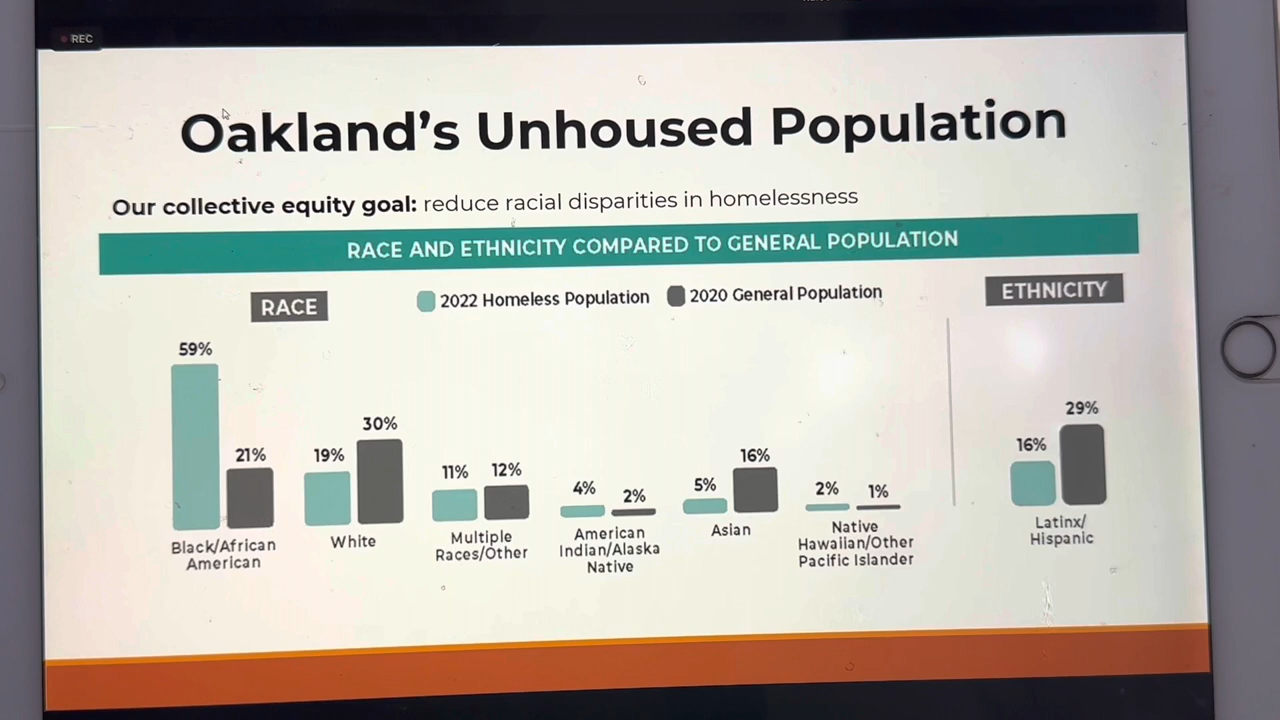 REC
Oakland's Unhoused Population
Our collective equity goal: reduce racial disparities in homelessness
RACE AND ETHNICITY COMPARED TO GENERAL POPULATION
RACE
2022 Homeless Population
2020 General Population
ETHNICITY
59%
21%
Black/African
American
19%
30%
White
11%
12%
Multiple
Races/Other
4%
2%
American
Indian/Alaska
Native
5%
16%
Asian
2%
1%
Native
Hawaiian/Other
Pacific Islander
16%
29%
Latinx/
Hispanic